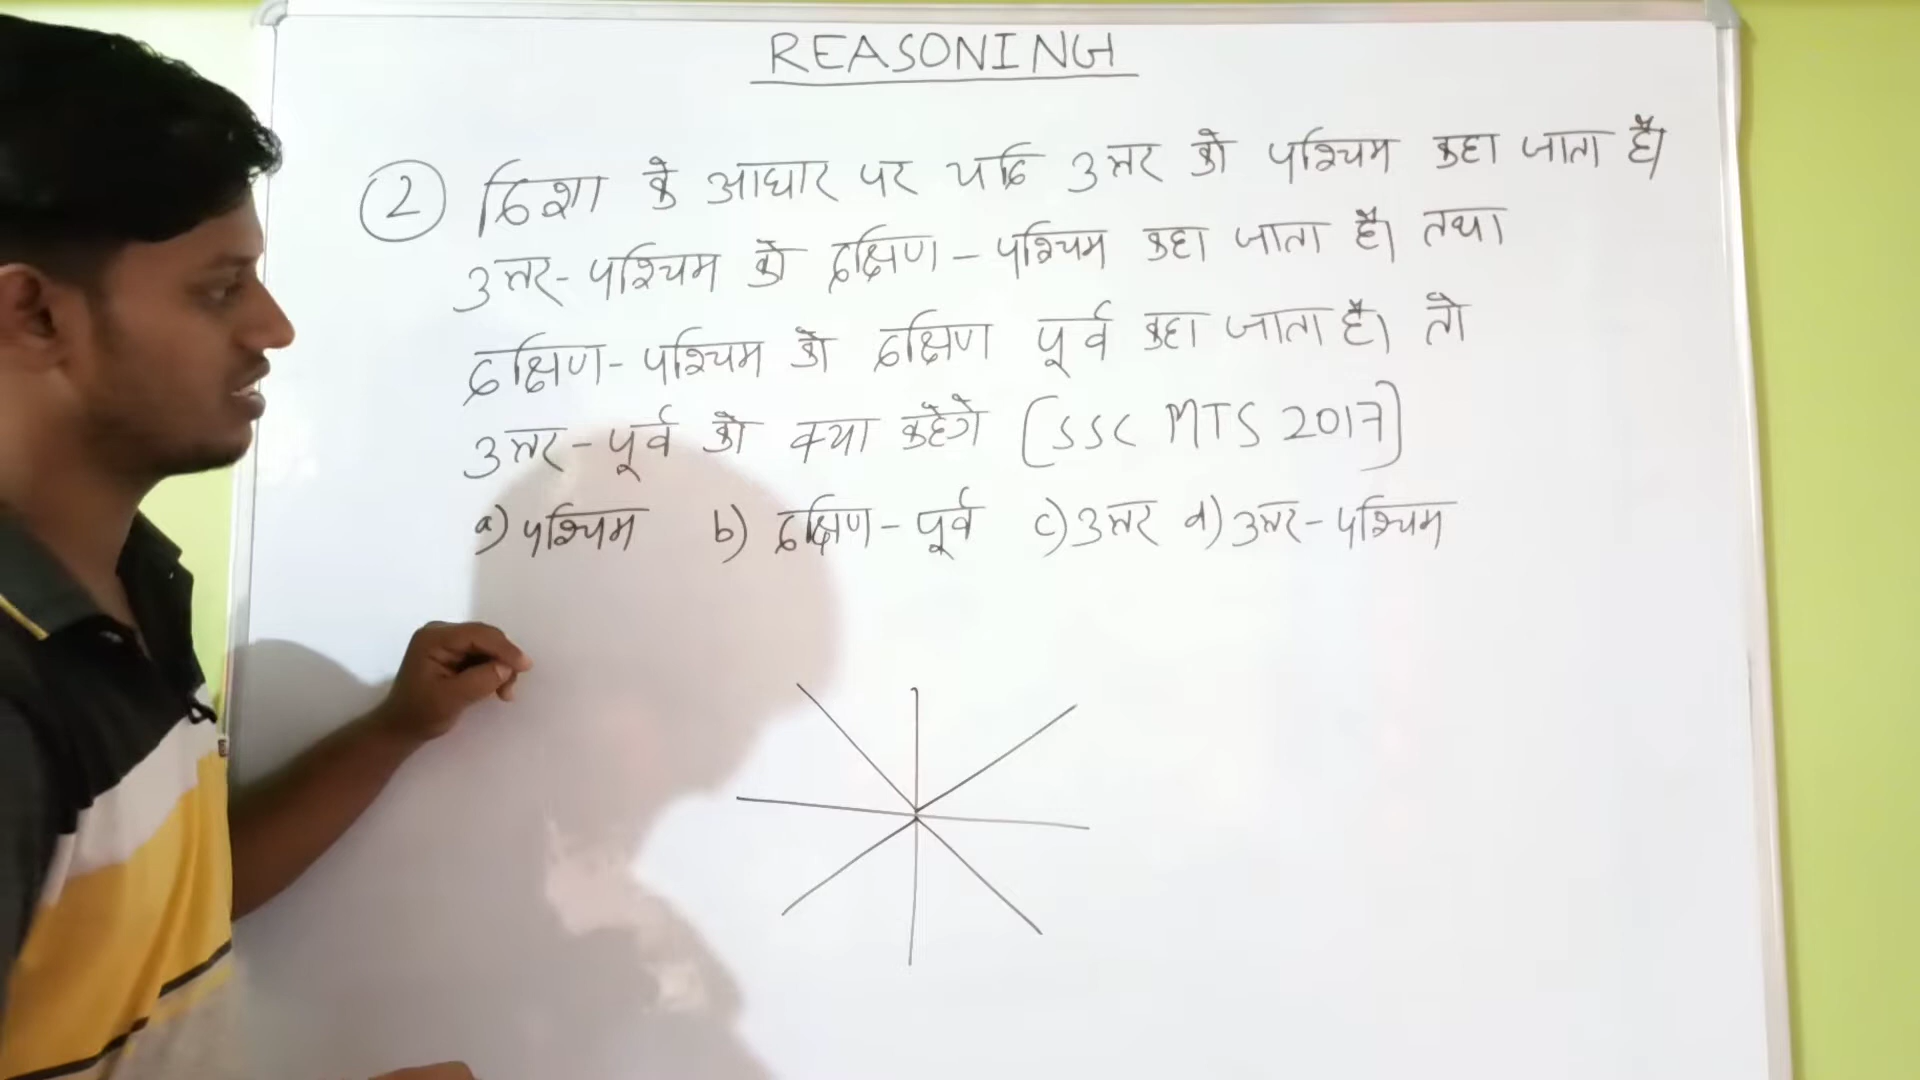 REASONING
② दिशा के आधार पर यदि उत्तर को पश्चिम कहा जाता है।
उत्तर-पश्चिम को दक्षिण-पश्चिम कहा जाता है। तथा
दक्षिण-पश्चिम को दक्षिण पूर्व कहा जाता है। तो
उत्तर-पूर्व को क्या कहेगे [SSC MTS 2017]
a) पश्चिम b) दक्षिण-पूर्व c) उत्तर d) उत्तर-पश्चिम